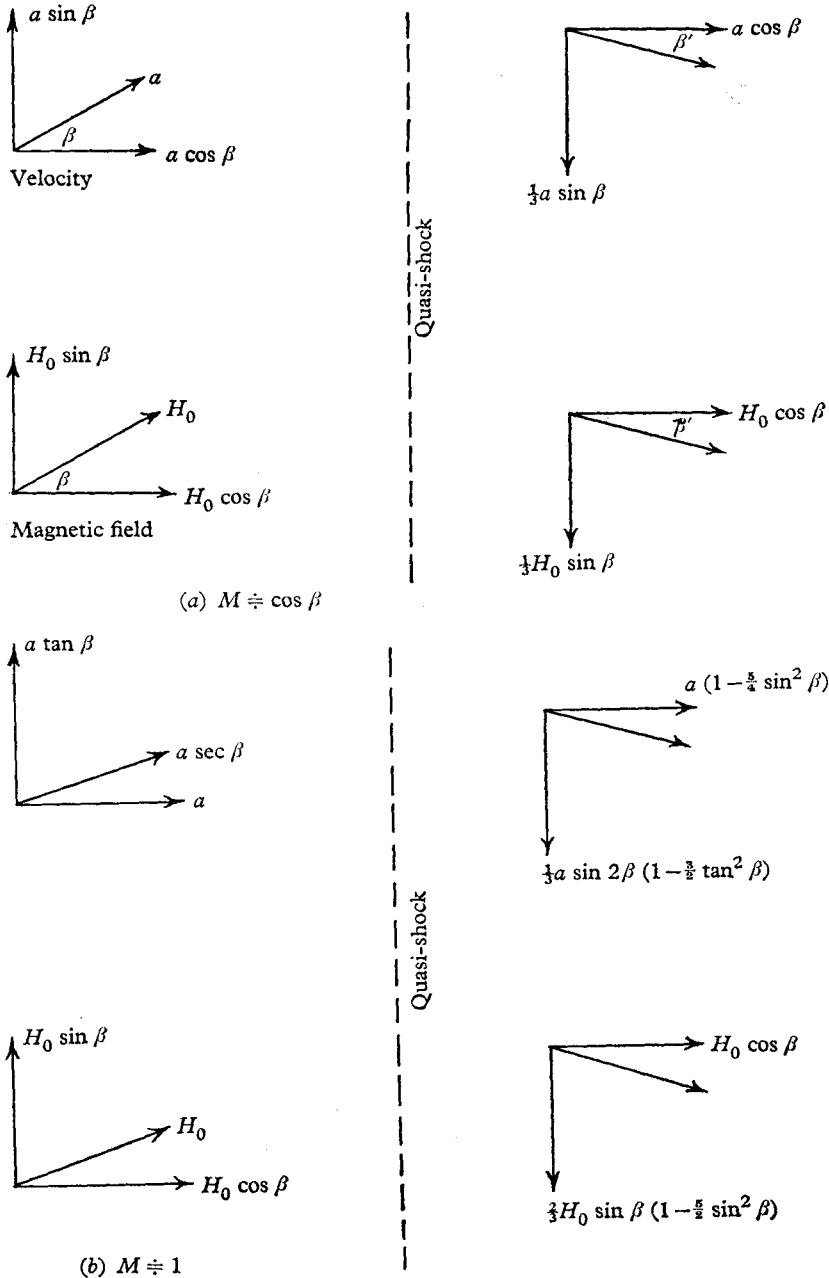 a sin β
a
β
a cos β
Velocity
a cos β
β′
⅓a sin β
Quasi-shock
H₀ sin β
H₀
β
H₀ cos β
Magnetic field
H₀ cos β
β′
⅓H₀ sin β
(a) M ≑ cos β
a tan β
a sec β
a
a (1−5/4 sin² β)
⅓a sin 2β (1−3/2 tan² β)
Quasi-shock
H₀ sin β
H₀
H₀ cos β
H₀ cos β
⅔H₀ sin β (1−5/2 sin² β)
(b) M ≑ 1